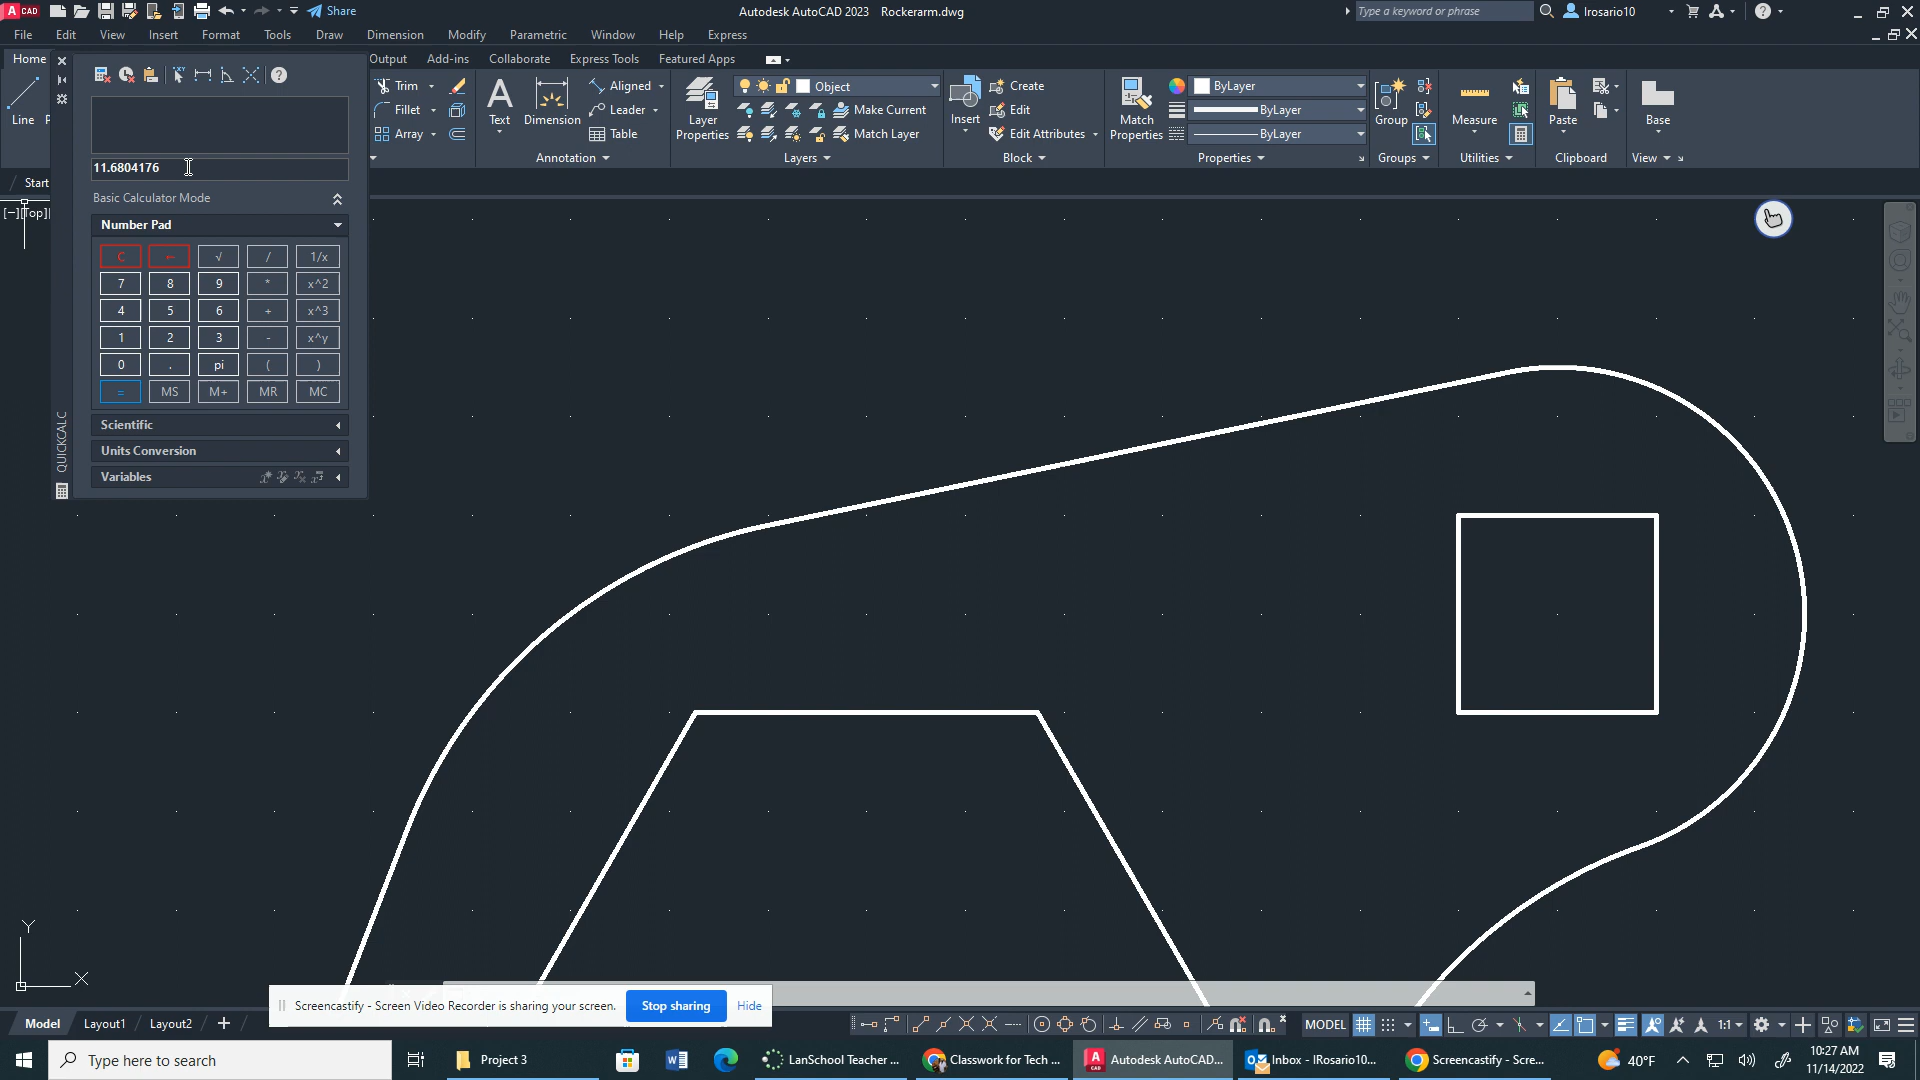 CAD
Share
Autodesk AutoCAD 2023 Rockerarm.dwg
Type a keyword or phrase
lrosario10
File Edit View Insert Format Tools Draw Dimension Modify Parametric Window Help Express
Home Output Add-ins Collaborate Express Tools Featured Apps
Line
Trim
Fillet
Array
Text
Dimension
Aligned
Leader
Table
Annotation
Layer Properties
Object
Make Current
Match Layer
Layers
Insert
Create
Edit
Edit Attributes
Block
Match Properties
ByLayer
ByLayer
ByLayer
Properties
Group
Groups
Measure
Utilities
Paste
Clipboard
Base
View
Start
[−][Top]
11.6804176
Basic Calculator Mode
Number Pad
C ← √ / 1/x
7 8 9 * x^2
4 5 6 + x^3
1 2 3 - x^y
0 . pi ( )
= MS M+ MR MC
Scientific
Units Conversion
Variables
QUICKCALC
Y
X
Screencastify - Screen Video Recorder is sharing your screen. Stop sharing Hide
Model Layout1 Layout2 +
MODEL 1:1
Type here to search
Project 3
LanSchool Teacher ...
Classwork for Tech ...
Autodesk AutoCAD...
Inbox - IRosario10...
Screencastify - Scre...
40°F
10:27 AM
11/14/2022